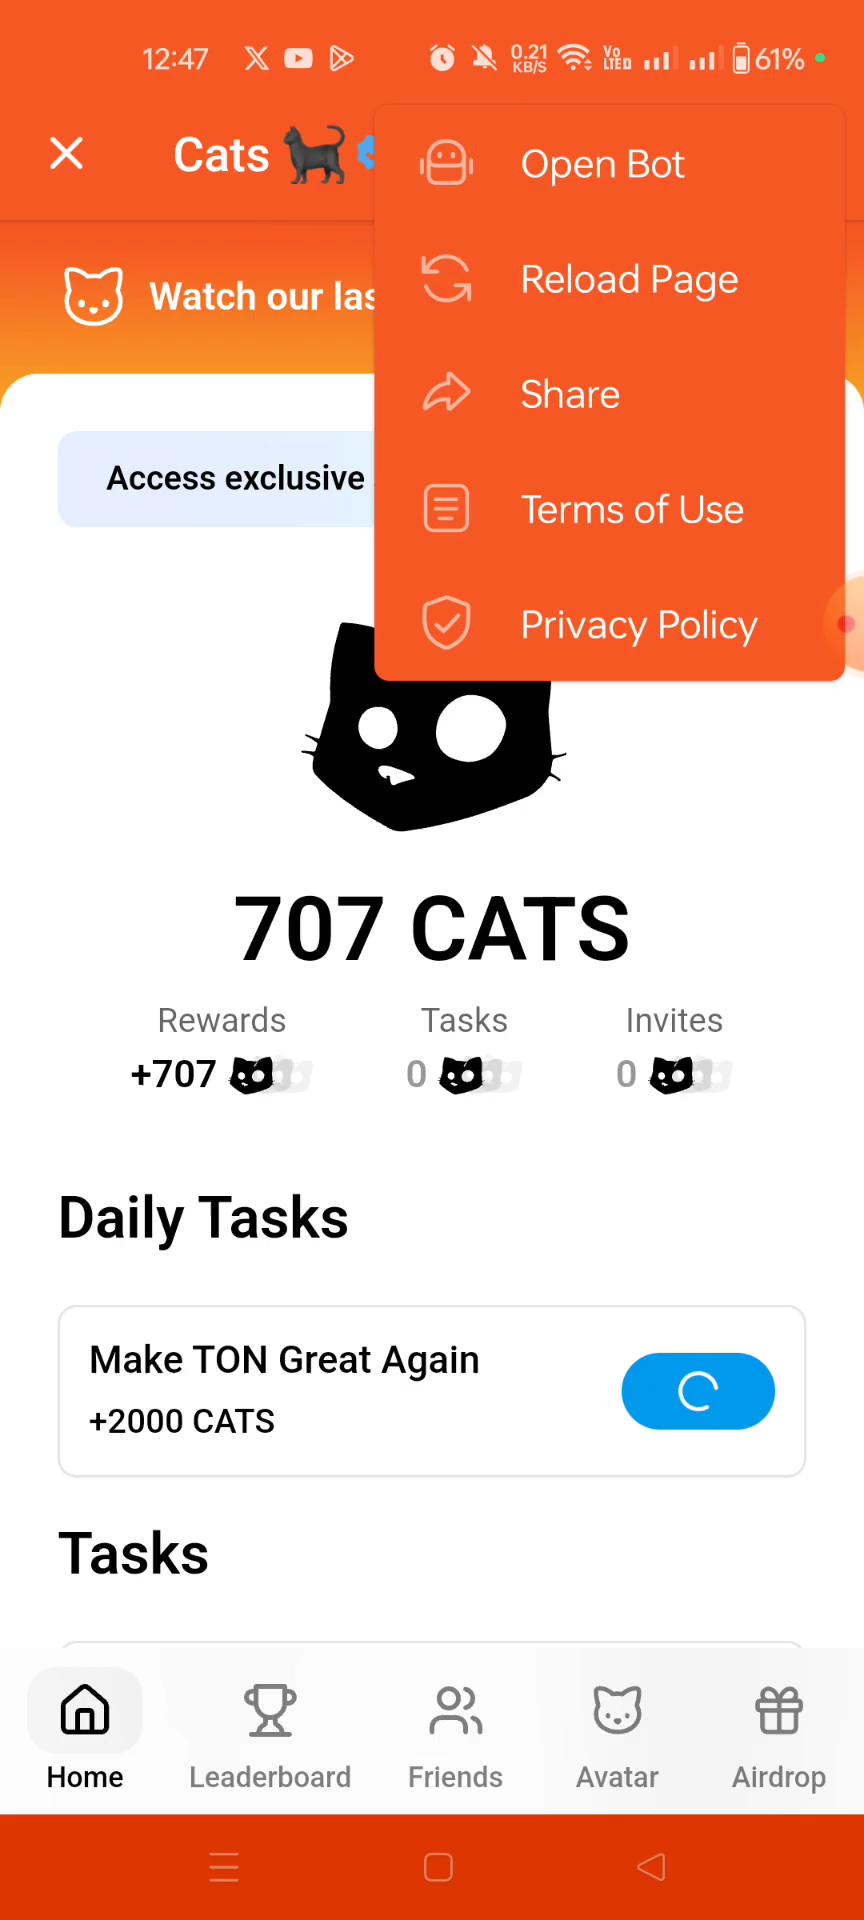 12:47
0.21
KB/S
Vo
LTED
61%
Cats
Open Bot
Reload Page
Share
Terms of Use
Privacy Policy
Watch our las
Access exclusive
707 CATS
Rewards Tasks Invites
+707 0 0
Daily Tasks
Make TON Great Again
+2000 CATS
Tasks
Home Leaderboard Friends Avatar Airdrop